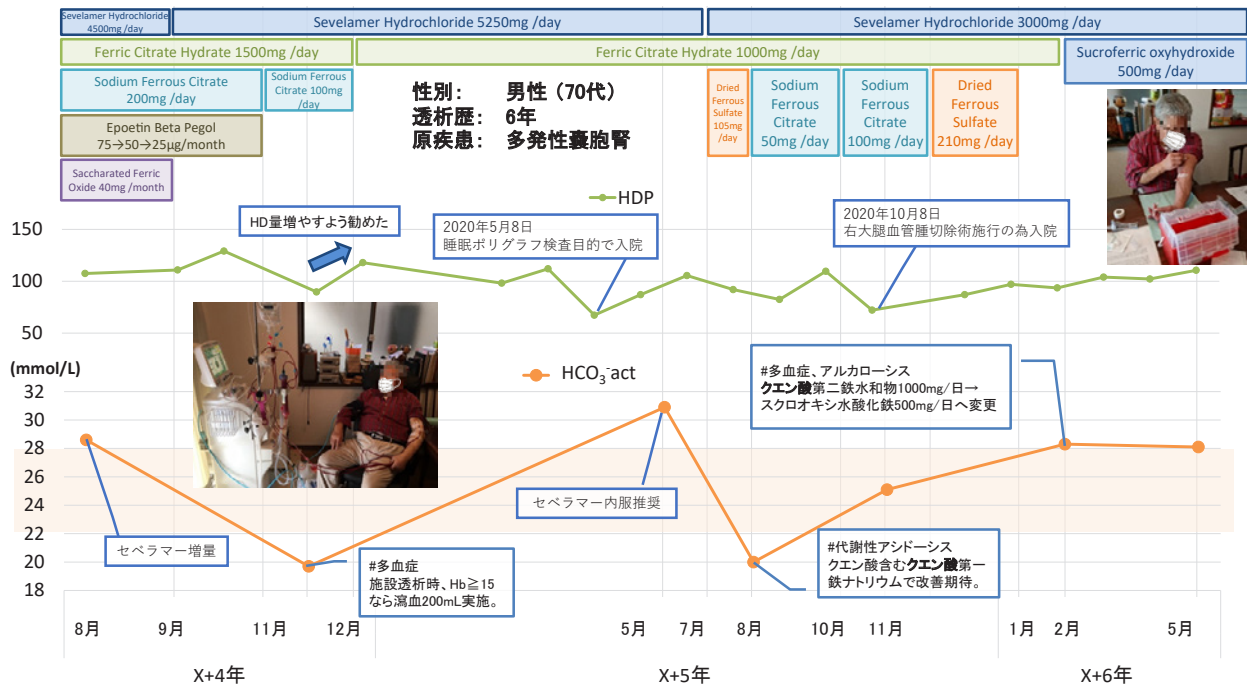 Sevelamer Hydrochloride
4500mg /day
Sevelamer Hydrochloride 5250mg /day
Sevelamer Hydrochloride 3000mg /day
Ferric Citrate Hydrate 1500mg /day
Ferric Citrate Hydrate 1000mg /day
Sucroferric oxyhydroxide
500mg /day
Sodium Ferrous Citrate
200mg /day
Sodium Ferrous
Citrate 100mg
/day
Dried
Ferrous
Sulfate
105mg
/day
Sodium
Ferrous
Citrate
50mg /day
Sodium
Ferrous
Citrate
100mg /day
Dried
Ferrous
Sulfate
210mg /day
Epoetin Beta Pegol
75→50→25μg/month
Saccharated Ferric
Oxide 40mg /month
性別: 男性 (70代)
透析歴: 6年
原疾患: 多発性嚢胞腎
HDP
150
100
50
HD量増やすよう勧めた
2020年5月8日
睡眠ポリグラフ検査目的で入院
2020年10月8日
右大腿血管腫切除術施行の為入院
(mmol/L)
HCO₃⁻act
32
30
28
26
24
22
20
18
#多血症、アルカローシス
クエン酸第二鉄水和物1000mg/日→
スクロオキシ水酸化鉄500mg/日へ変更
セベラマー増量
#多血症
施設透析時、Hb≧15
なら瀉血200mL実施。
セベラマー内服推奨
#代謝性アシドーシス
クエン酸含むクエン酸第一
鉄ナトリウムで改善期待。
8月 9月 11月 12月 5月 7月 8月 10月 11月 1月 2月 5月
X+4年 X+5年 X+6年